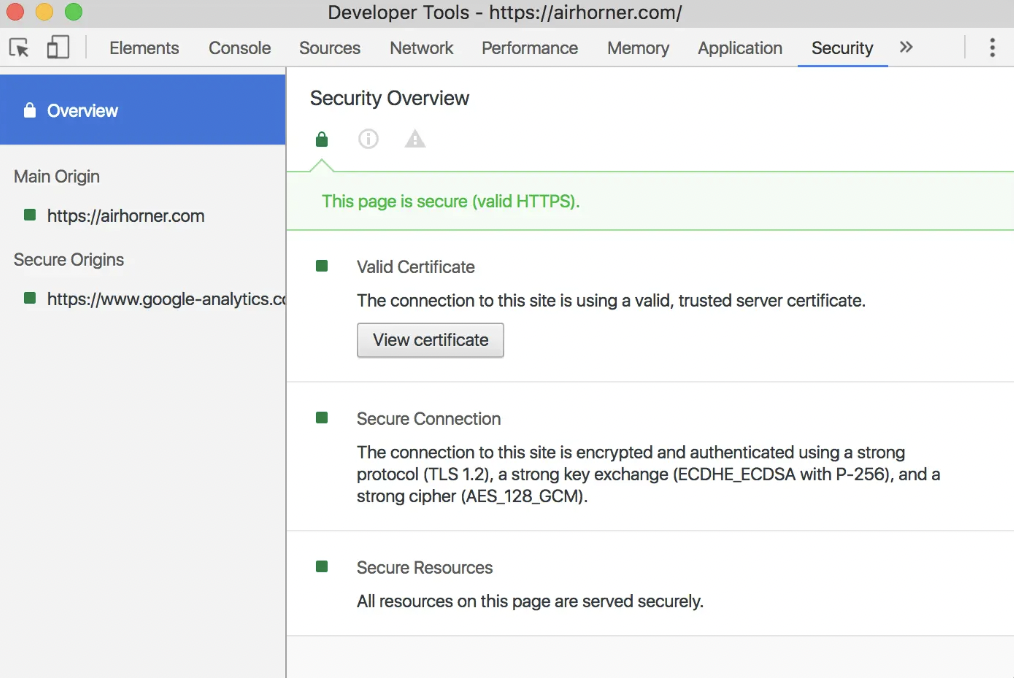 Developer Tools - https://airhorner.com/
Elements Console Sources Network Performance Memory Application Security »
Overview
Main Origin
https://airhorner.com
Secure Origins
https://www.google-analytics.co
Security Overview
This page is secure (valid HTTPS).
Valid Certificate
The connection to this site is using a valid, trusted server certificate.
View certificate
Secure Connection
The connection to this site is encrypted and authenticated using a strong
protocol (TLS 1.2), a strong key exchange (ECDHE_ECDSA with P-256), and a
strong cipher (AES_128_GCM).
Secure Resources
All resources on this page are served securely.